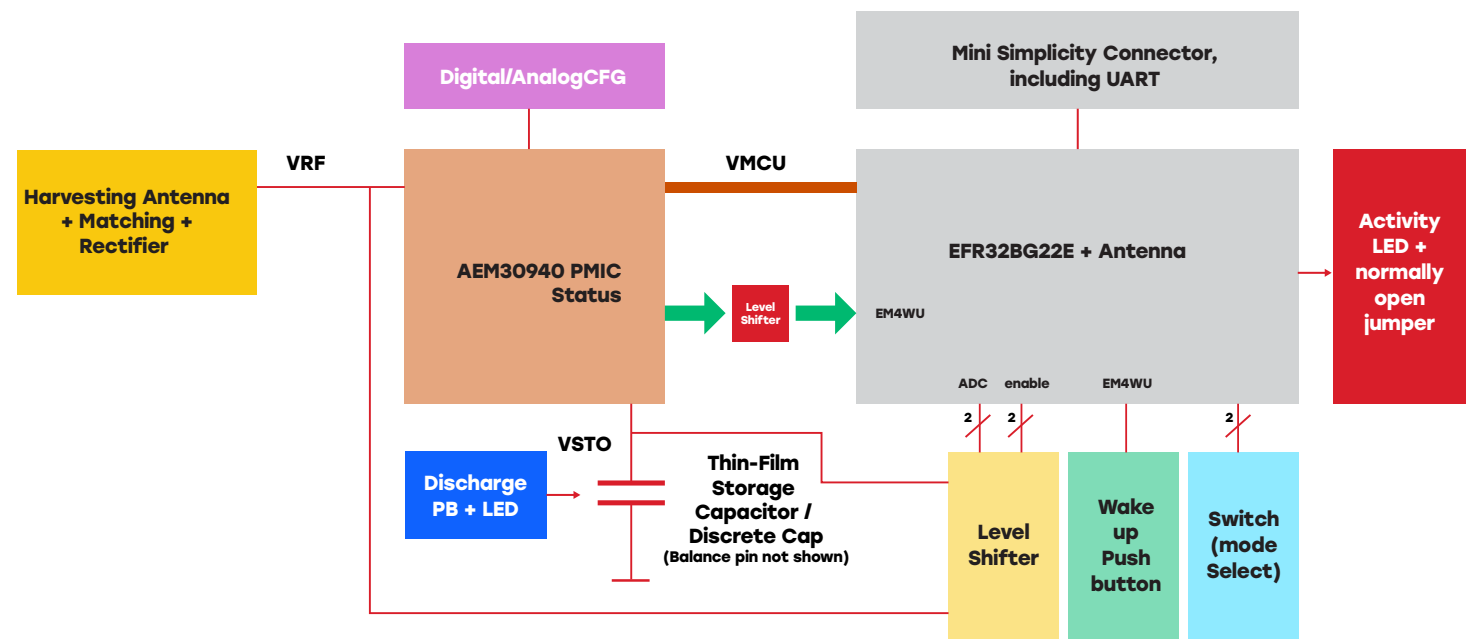 Digital/AnalogCFG
Mini Simplicity Connector,
including UART
Harvesting Antenna
+ Matching +
Rectifier
VRF
AEM30940 PMIC
Status
VMCU
Level
Shifter
EFR32BG22E + Antenna
EM4WU
ADC
enable
EM4WU
Activity
LED +
normally
open
jumper
2
2
2
VSTO
Discharge
PB + LED
Thin-Film
Storage
Capacitor /
Discrete Cap
(Balance pin not shown)
Level
Shifter
Wake
up
Push
button
Switch
(mode
Select)